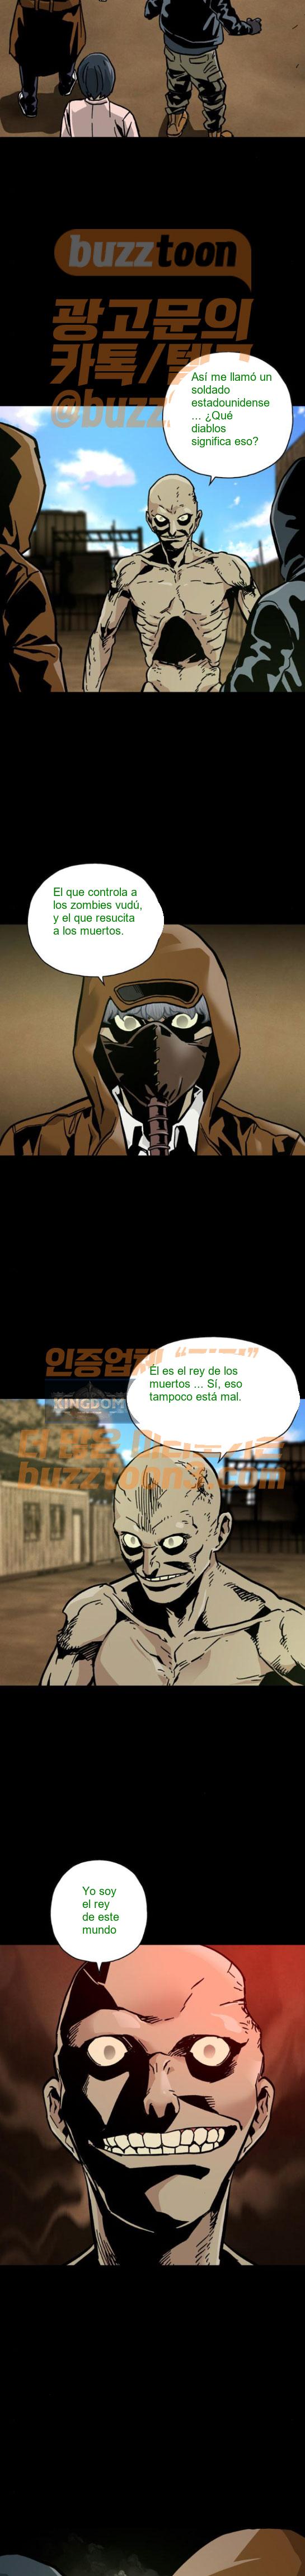 buzztoon
광고문의
카톡/텔
@buzz
Así me llamó un
soldado
estadounidense
... ¿Qué
diablos
significa eso?
El que controla a
los zombies vudú,
y el que resucita
a los muertos.
인증업체
Él es el rey de los
muertos ... Sí, eso
tampoco está mal.
KINGDOM
buzztoon3.com
Yo soy
el rey
de este
mundo